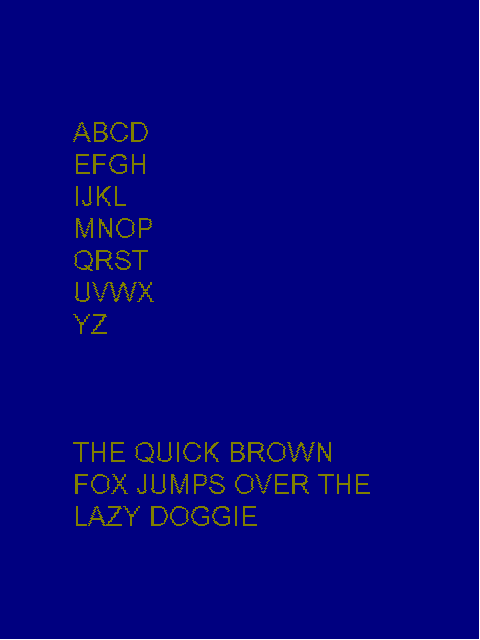 ABCD
EFGH
IJKL
MNOP
QRST
UVWX
YZ
THE QUICK BROWN
FOX JUMPS OVER THE
LAZY DOGGIE